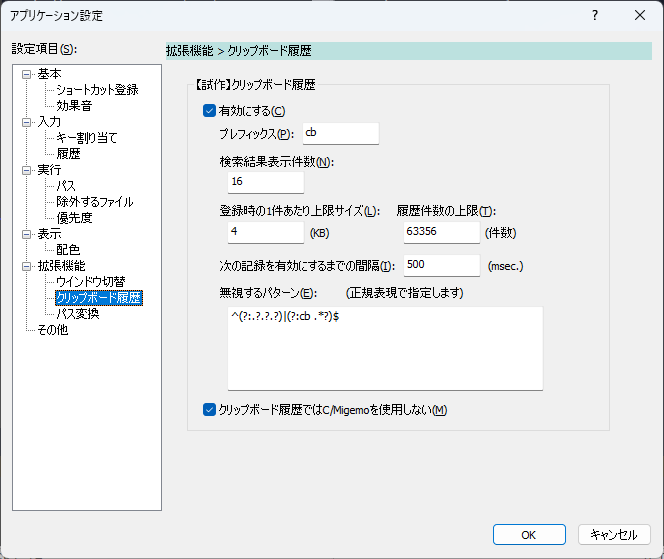 アプリケーション設定
設定項目(S):
基本
ショートカット登録
効果音
入力
キー割り当て
履歴
実行
パス
除外するファイル
優先度
表示
配色
拡張機能
ウインドウ切替
クリップボード履歴
パス変換
その他
拡張機能 > クリップボード履歴
【試作】クリップボード履歴
有効にする(C)
プレフィックス(P): cb
検索結果表示件数(N):
16
登録時の1件あたり上限サイズ(L): 履歴件数の上限(T):
4 (KB) 63356 (件数)
次の記録を有効にするまでの間隔(I): 500 (msec.)
無視するパターン(E): (正規表現で指定します)
^(?:.?.?.?)|(?:cb .*?)$
クリップボード履歴ではC/Migemoを使用しない(M)
OK キャンセル